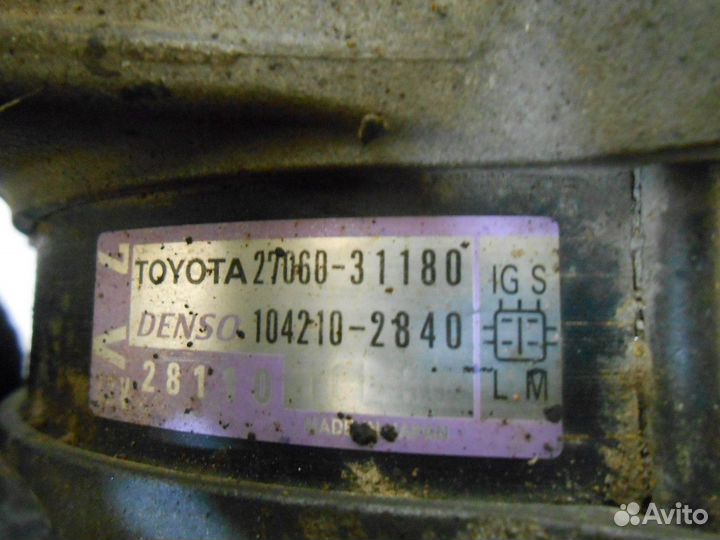 TOYOTA 27060-31180
DENSO 104210-2840
28110
MADE IN JAPAN
IG S
L M
Avito